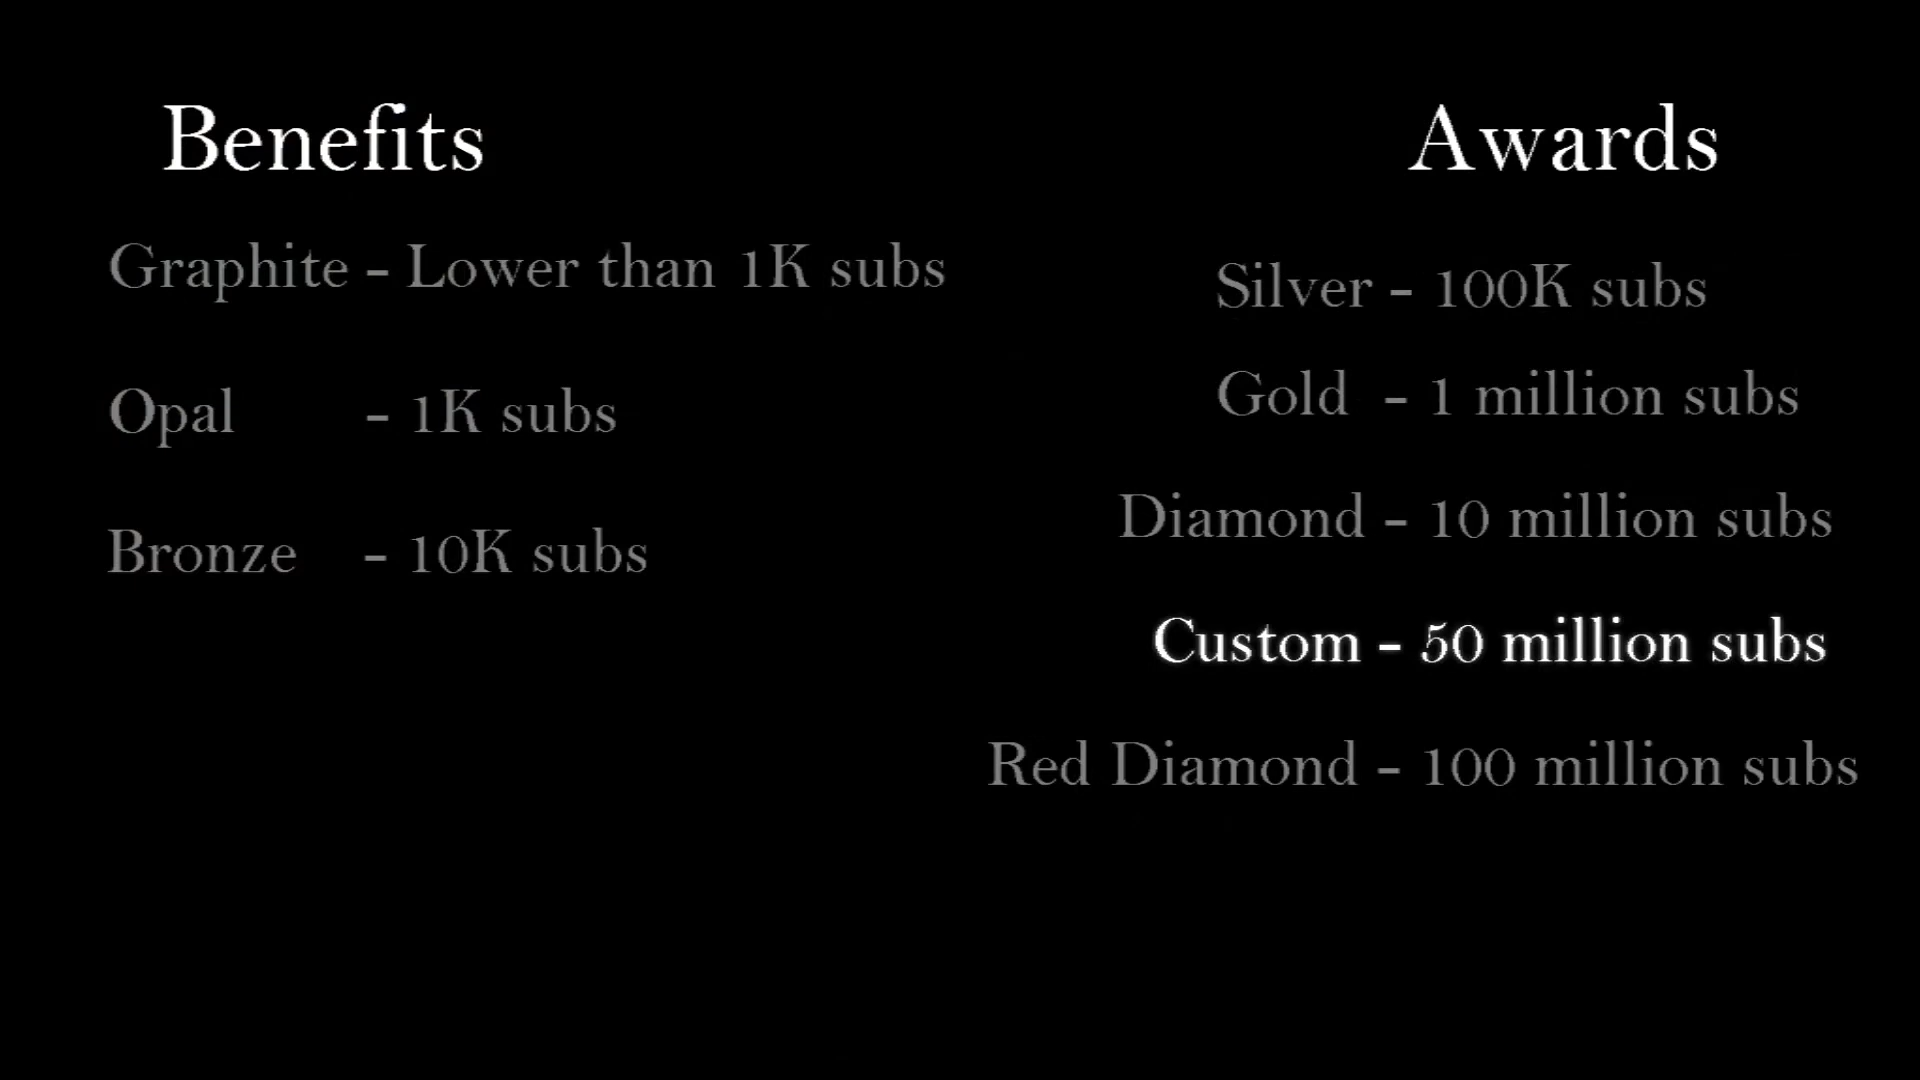 Benefits
Graphite - Lower than 1K subs
Opal - 1K subs
Bronze - 10K subs
Awards
Silver - 100K subs
Gold - 1 million subs
Diamond - 10 million subs
Custom - 50 million subs
Red Diamond - 100 million subs